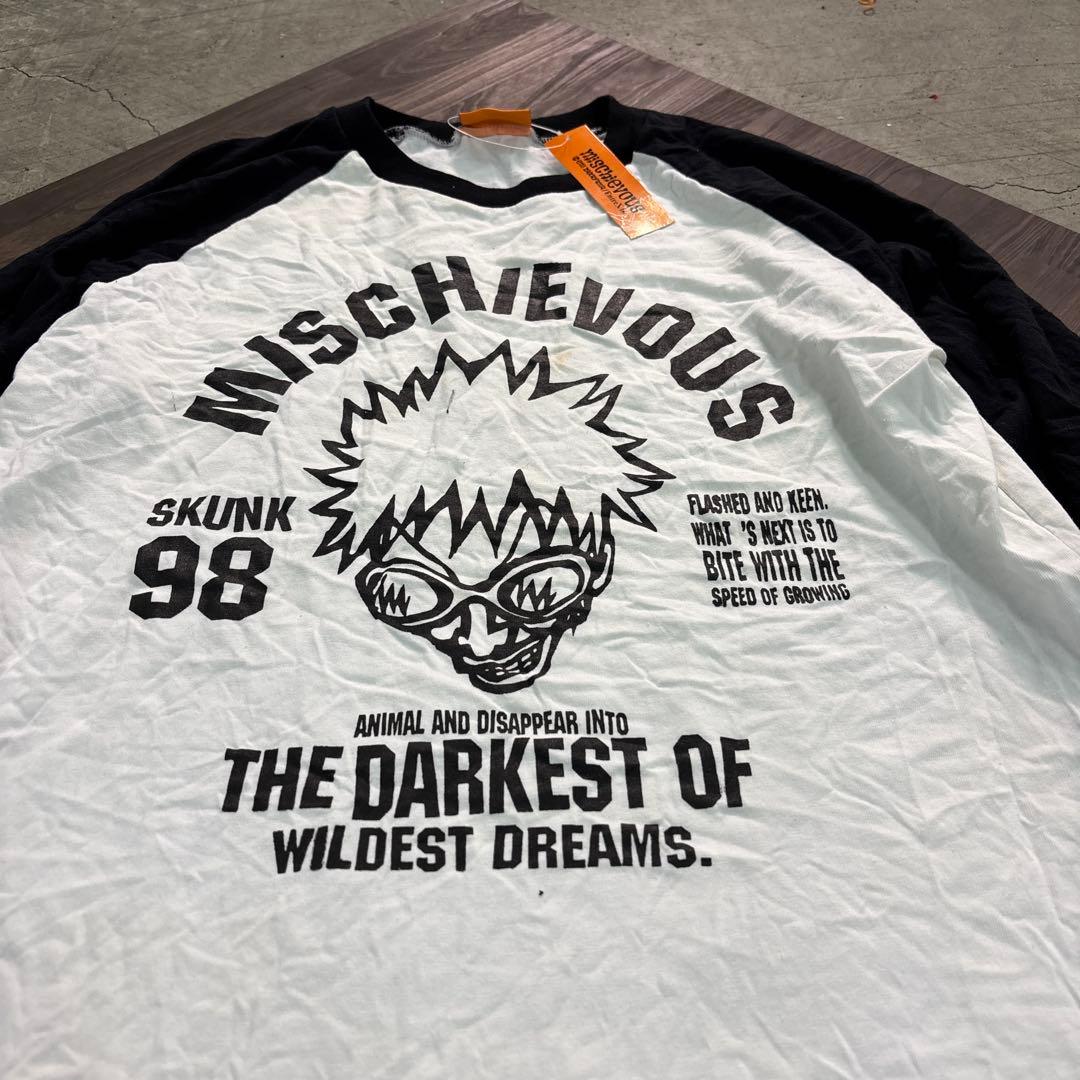 mischievous
MISCHiEVOUS
SKUNK
98
FLASHED AND KEEN.
WHAT 'S NEXT IS TO
BITE WITH THE
SPEED OF GROWING
ANIMAL AND DISAPPEAR INTO
THE DARKEST OF
WILDEST DREAMS.